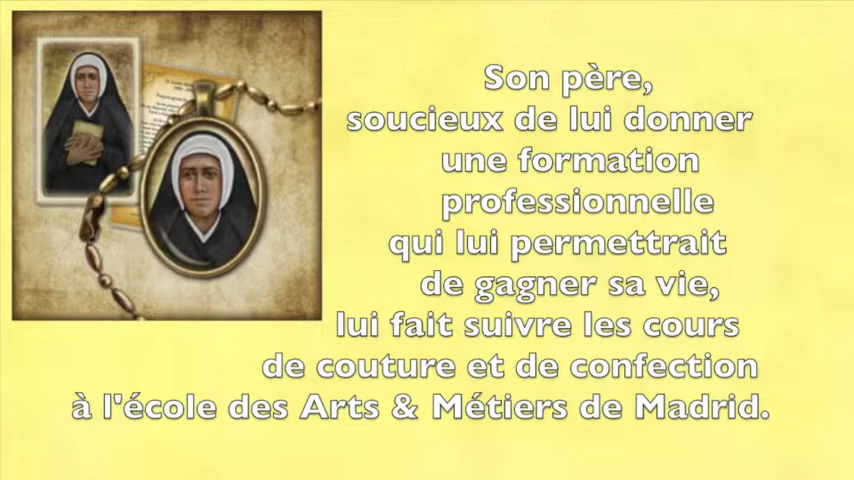 Son père,
soucieux de lui donner
une formation
professionnelle
qui lui permettrait
de gagner sa vie,
lui fait suivre les cours
de couture et de confection
à l'école des Arts & Métiers de Madrid.